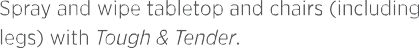 Spray and wipe tabletop and chairs (including
legs) with Tough & Tender.